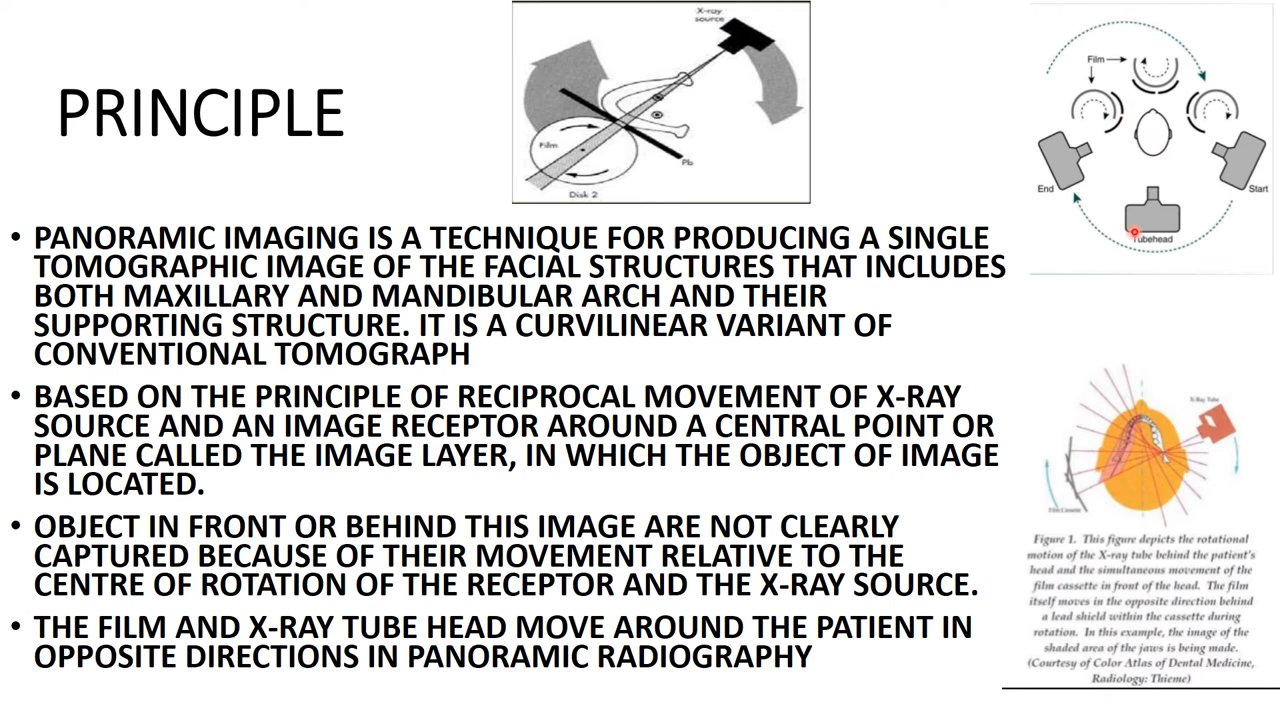 PRINCIPLE
X-ray
source
Film
Pb
Disk 2
Film
End
Start
Tubehead
• PANORAMIC IMAGING IS A TECHNIQUE FOR PRODUCING A SINGLE
TOMOGRAPHIC IMAGE OF THE FACIAL STRUCTURES THAT INCLUDES
BOTH MAXILLARY AND MANDIBULAR ARCH AND THEIR
SUPPORTING STRUCTURE. IT IS A CURVILINEAR VARIANT OF
CONVENTIONAL TOMOGRAPH
• BASED ON THE PRINCIPLE OF RECIPROCAL MOVEMENT OF X-RAY
SOURCE AND AN IMAGE RECEPTOR AROUND A CENTRAL POINT OR
PLANE CALLED THE IMAGE LAYER, IN WHICH THE OBJECT OF IMAGE
IS LOCATED.
• OBJECT IN FRONT OR BEHIND THIS IMAGE ARE NOT CLEARLY
CAPTURED BECAUSE OF THEIR MOVEMENT RELATIVE TO THE
CENTRE OF ROTATION OF THE RECEPTOR AND THE X-RAY SOURCE.
• THE FILM AND X-RAY TUBE HEAD MOVE AROUND THE PATIENT IN
OPPOSITE DIRECTIONS IN PANORAMIC RADIOGRAPHY
X-Ray Tube
Film Cassette
Figure 1. This figure depicts the rotational
motion of the X-ray tube behind the patient's
head and the simultaneous movement of the
film cassette in front of the head. The film
itself moves in the opposite direction behind
a lead shield within the cassette during
rotation. In this example, the image of the
shaded area of the jaws is being made.
(Courtesy of Color Atlas of Dental Medicine,
Radiology: Thieme)